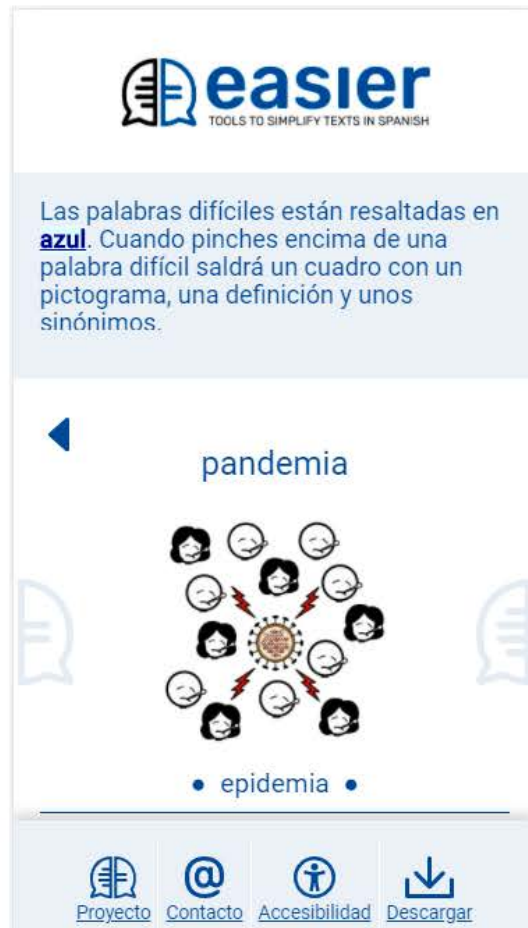 easier
TOOLS TO SIMPLIFY TEXTS IN SPANISH
Las palabras difíciles están resaltadas en
azul. Cuando pinches encima de una
palabra difícil saldrá un cuadro con un
pictograma, una definición y unos
sinónimos.
pandemia
• epidemia •
Proyecto Contacto Accesibilidad Descargar